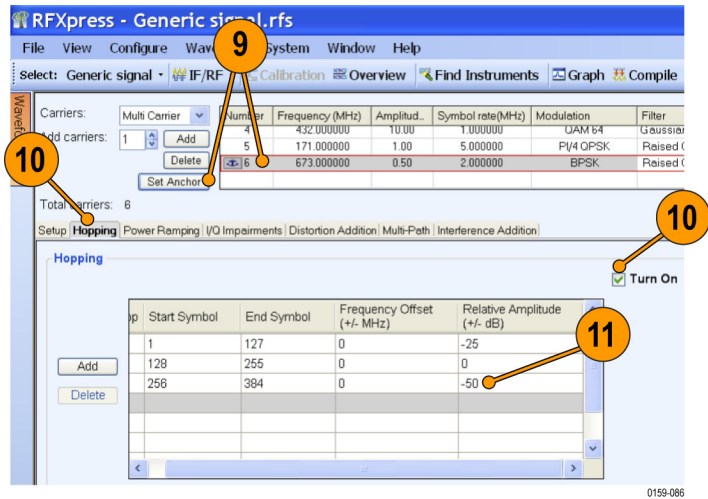 RFXpress - Generic signal.rfs
File View Configure System Window Help
9
Select: Generic signal IF/RF Calibration Overview Find Instruments Graph Compile
Carriers: Multi Carrier Number Frequency (MHz) Amplitud... Symbol rate(MHz) Modulation Filter
4 432.000000 10.00 1.000000 QAM 64 Gaussian
Add carriers: 1 Add 5 171.000000 1.00 5.000000 PI/4 QPSK Raised
Delete 6 673.000000 0.50 2.000000 BPSK Raised
10
Set Anchor
Total carriers: 6
10
Setup Hopping Power Ramping I/Q Impairments Distortion Addition Multi-Path Interference Addition
Hopping
Turn On
Start Symbol End Symbol Frequency Offset (+/- MHz) Relative Amplitude (+/- dB)
11
1 127 0 -25
Add 128 255 0 0
256 384 0 -50
Delete
0159-086